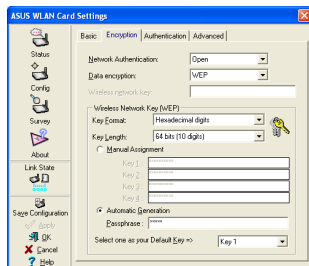 ASUS WLAN Card Settings
Status
Config
Survey
About
Link State
Save Configuration
Apply
OK
Cancel
Help
Basic Encryption Authentication Advanced
Network Authentication: Open
Data encryption: WEP
Wireless network key:
Wireless Network Key (WEP)
Key Format: Hexadecimal digits
Key Length: 64 bits (10 digits)
Manual Assignment
Key 1 : **********
Key 2 : **********
Key 3 : **********
Key 4 : **********
Automatic Generation
Passphrase : ****
Select one as your Default Key => Key 1